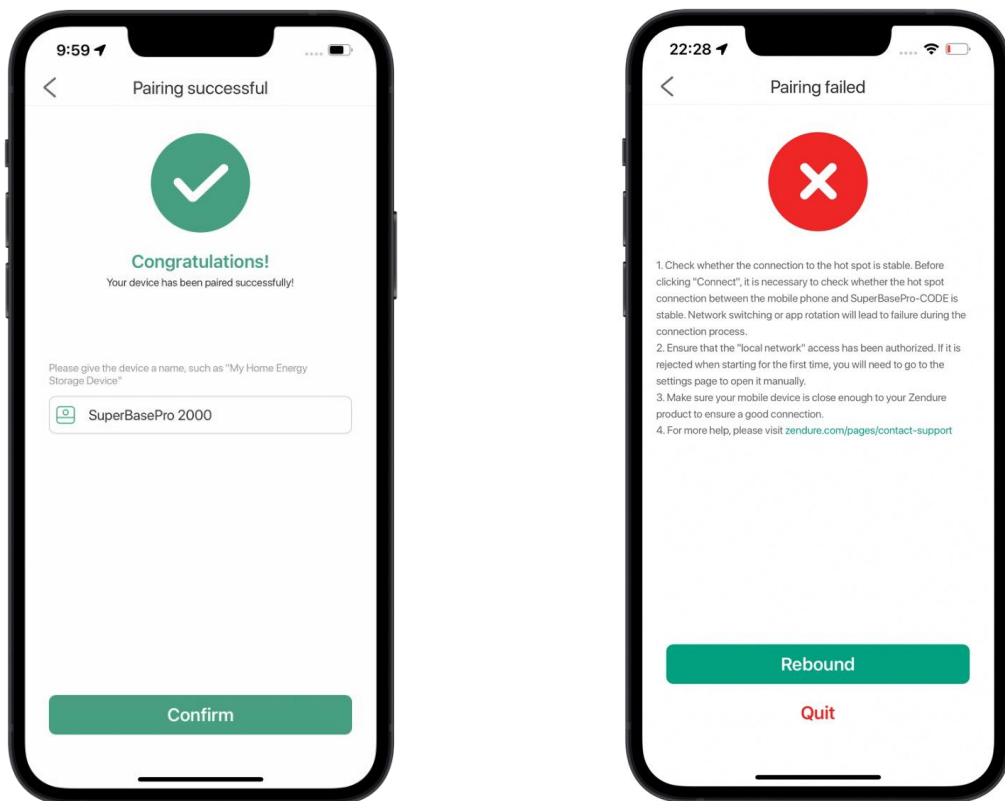 9:59
Pairing successful
Congratulations!
Your device has been paired successfully!
Please give the device a name, such as "My Home Energy
Storage Device"
SuperBasePro 2000
Confirm
22:28
Pairing failed
1. Check whether the connection to the hot spot is stable. Before
clicking "Connect", it is necessary to check whether the hot spot
connection between the mobile phone and SuperBasePro-CODE is
stable. Network switching or app rotation will lead to failure during the
connection process.
2. Ensure that the "local network" access has been authorized. If it is
rejected when starting for the first time, you will need to go to the
settings page to open it manually.
3. Make sure your mobile device is close enough to your Zendure
product to ensure a good connection.
4. For more help, please visit zendure.com/pages/contact-support
Rebound
Quit